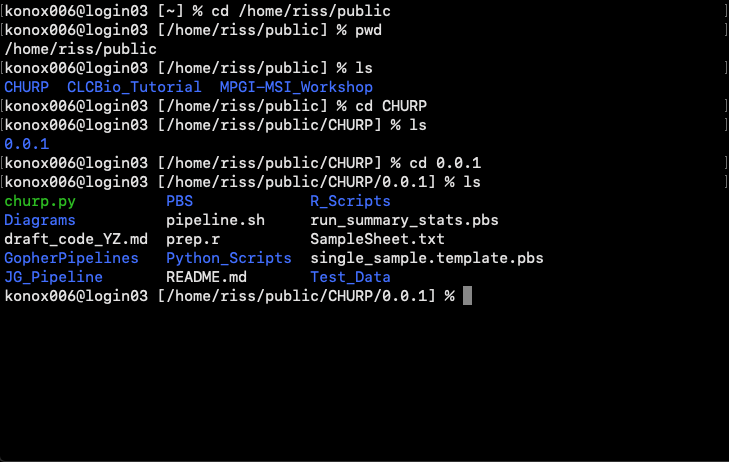 [konox006@login03 [~] % cd /home/riss/public ]
[konox006@login03 [/home/riss/public] % pwd ]
/home/riss/public
[konox006@login03 [/home/riss/public] % ls ]
CHURP  CLCBio_Tutorial  MPGI-MSI_Workshop
[konox006@login03 [/home/riss/public] % cd CHURP ]
[konox006@login03 [/home/riss/public/CHURP] % ls ]
0.0.1
[konox006@login03 [/home/riss/public/CHURP] % cd 0.0.1 ]
[konox006@login03 [/home/riss/public/CHURP/0.0.1] % ls ]
churp.py          PBS             R_Scripts
Diagrams          pipeline.sh     run_summary_stats.pbs
draft_code_YZ.md  prep.r          SampleSheet.txt
GopherPipelines   Python_Scripts  single_sample.template.pbs
JG_Pipeline       README.md       Test_Data
konox006@login03 [/home/riss/public/CHURP/0.0.1] %